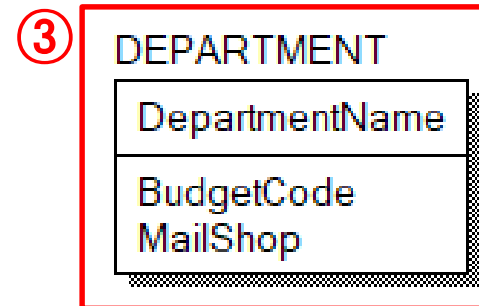 ③
DEPARTMENT
DepartmentName
BudgetCode
MailShop